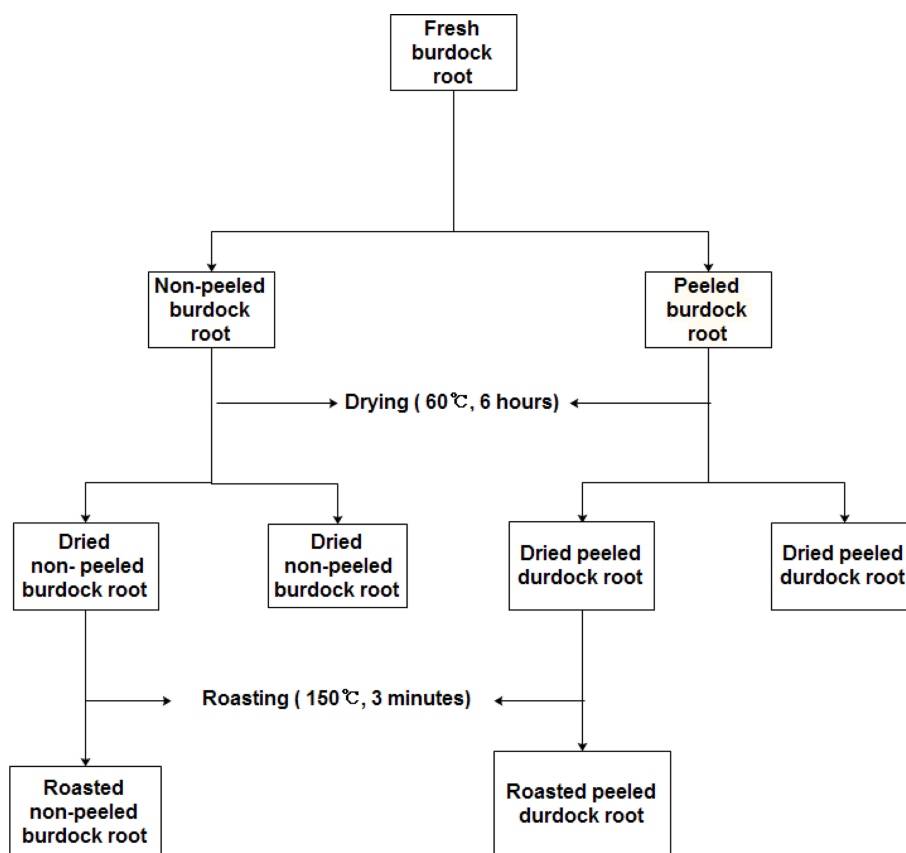 Fresh
burdock
root
Non-peeled
burdock
root
Peeled
burdock
root
Drying ( 60℃, 6 hours)
Dried
non- peeled
burdock root
Dried
non-peeled
burdock root
Dried peeled
durdock root
Dried peeled
durdock root
Roasting ( 150℃, 3 minutes)
Roasted
non-peeled
burdock root
Roasted peeled
durdock root